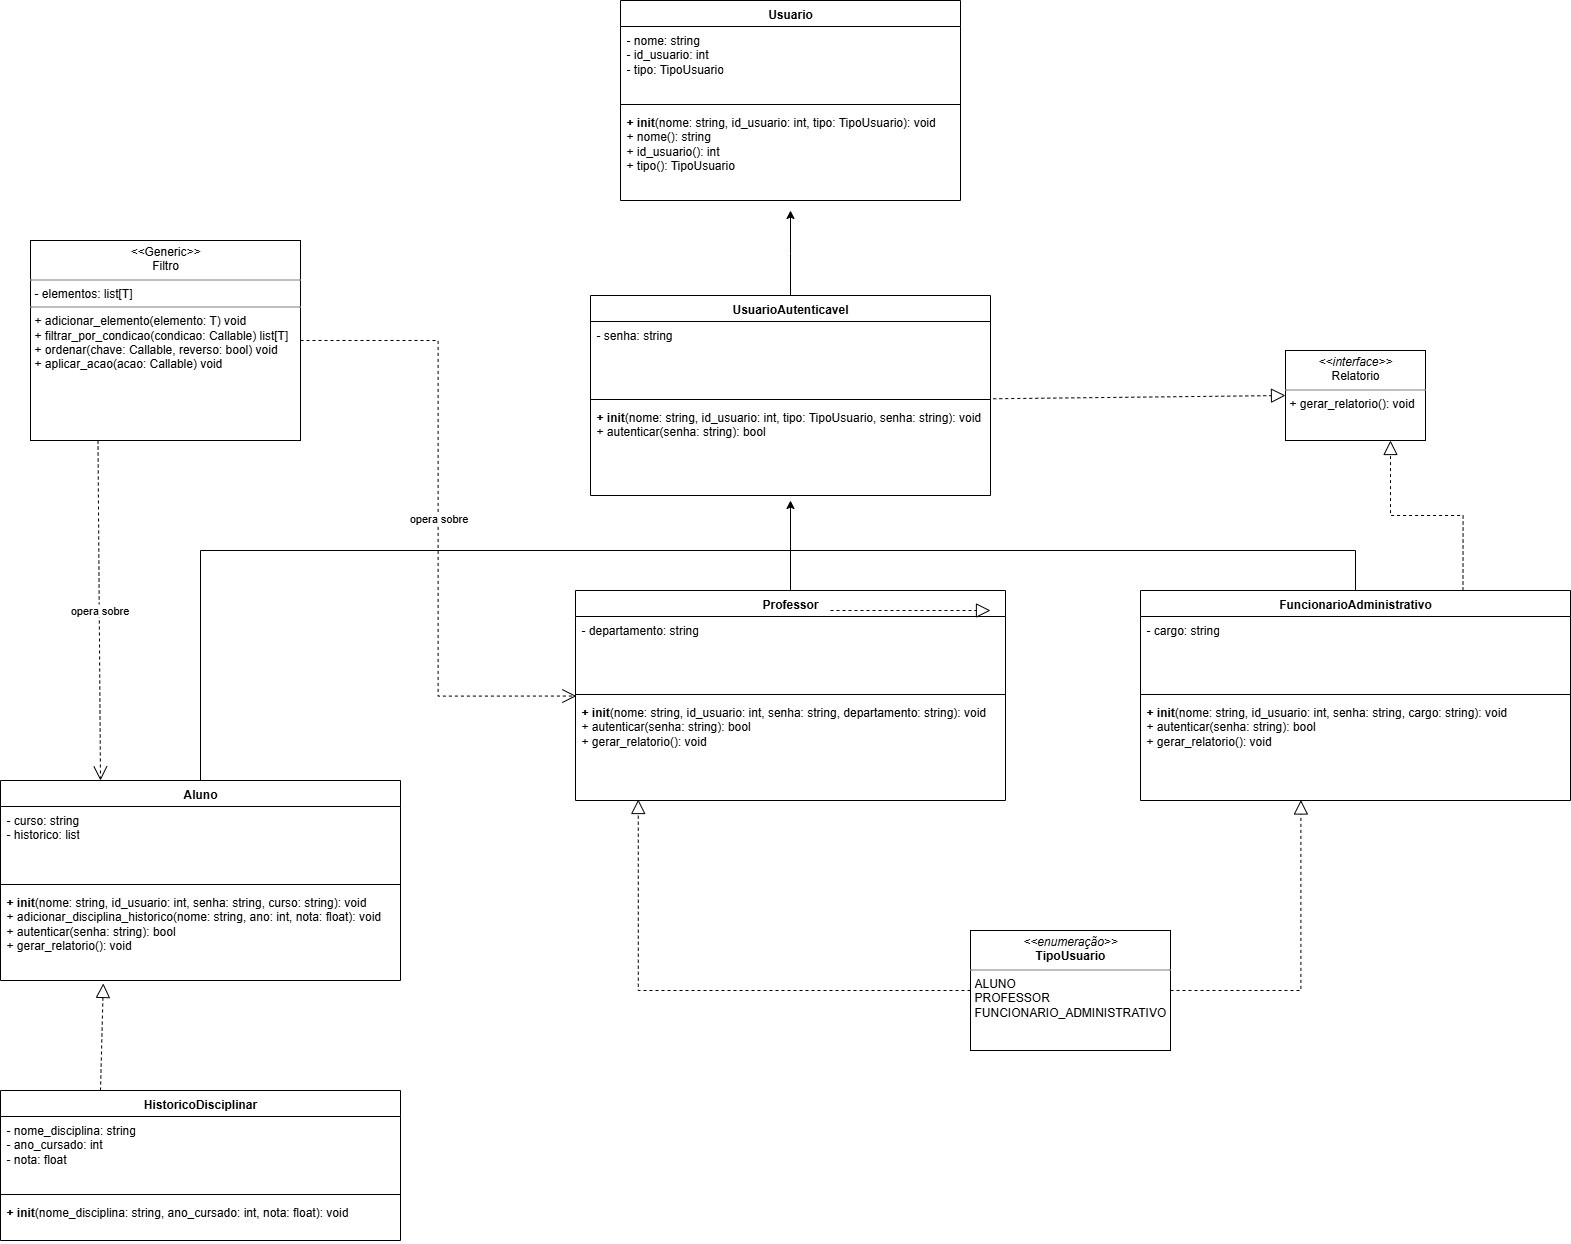 Usuario
- nome: string
- id_usuario: int
- tipo: TipoUsuario
+ init(nome: string, id_usuario: int, tipo: TipoUsuario): void
+ nome(): string
+ id_usuario(): int
+ tipo(): TipoUsuario
<<Generic>>
Filtro
- elementos: list[T]
+ adicionar_elemento(elemento: T) void
+ filtrar_por_condicao(condicao: Callable) list[T]
+ ordenar(chave: Callable, reverso: bool) void
+ aplicar_acao(acao: Callable) void
UsuarioAutenticavel
- senha: string
+ init(nome: string, id_usuario: int, tipo: TipoUsuario, senha: string): void
+ autenticar(senha: string): bool
<<interface>>
Relatorio
+ gerar_relatorio(): void
opera sobre
opera sobre
Professor
- departamento: string
+ init(nome: string, id_usuario: int, senha: string, departamento: string): void
+ autenticar(senha: string): bool
+ gerar_relatorio(): void
FuncionarioAdministrativo
- cargo: string
+ init(nome: string, id_usuario: int, senha: string, cargo: string): void
+ autenticar(senha: string): bool
+ gerar_relatorio(): void
Aluno
- curso: string
- historico: list
+ init(nome: string, id_usuario: int, senha: string, curso: string): void
+ adicionar_disciplina_historico(nome: string, ano: int, nota: float): void
+ autenticar(senha: string): bool
+ gerar_relatorio(): void
<<enumeração>>
TipoUsuario
ALUNO
PROFESSOR
FUNCIONARIO_ADMINISTRATIVO
HistoricoDisciplinar
- nome_disciplina: string
- ano_cursado: int
- nota: float
+ init(nome_disciplina: string, ano_cursado: int, nota: float): void